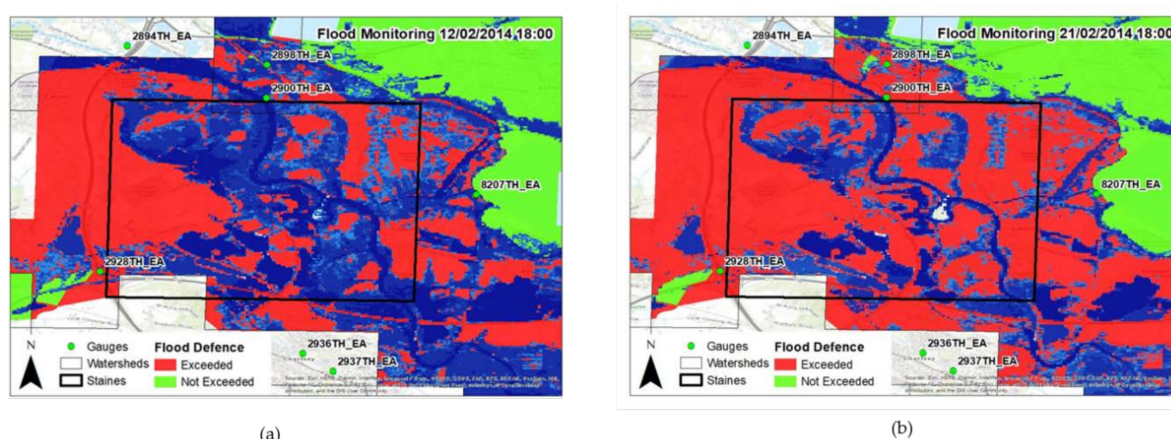 Flood Monitoring 12/02/2014 18:00
2894TH_EA
2898TH_EA
2900TH_EA
8207TH_EA
2928TH_EA
2936TH_EA
2937TH_EA
N
Gauges
Watersheds
Staines
Flood Defence
Exceeded
Not Exceeded
(a)
Flood Monitoring 21/02/2014 18:00
2894TH_EA
2898TH_EA
2900TH_EA
8207TH_EA
2928TH_EA
2936TH_EA
2937TH_EA
N
Gauges
Watersheds
Staines
Flood Defence
Exceeded
Not Exceeded
(b)